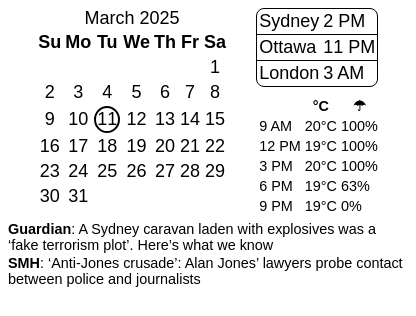 March 2025
Su Mo Tu We Th Fr Sa
1
2 3 4 5 6 7 8
9 10 11 12 13 14 15
16 17 18 19 20 21 22
23 24 25 26 27 28 29
30 31
Sydney 2 PM
Ottawa 11 PM
London 3 AM
°C ☂
9 AM 20°C 100%
12 PM 19°C 100%
3 PM 20°C 100%
6 PM 19°C 63%
9 PM 19°C 0%
Guardian: A Sydney caravan laden with explosives was a
‘fake terrorism plot’. Here’s what we know
SMH: ‘Anti-Jones crusade’: Alan Jones’ lawyers probe contact
between police and journalists